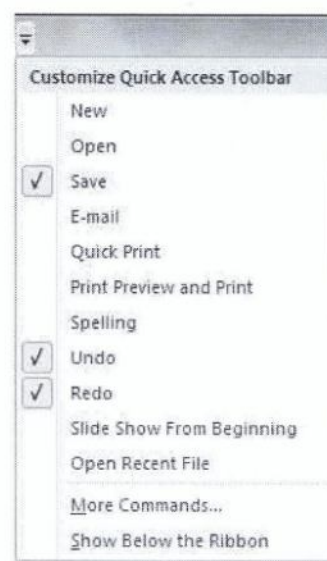 Customize Quick Access Toolbar
New
Open
Save
E-mail
Quick Print
Print Preview and Print
Spelling
Undo
Redo
Slide Show From Beginning
Open Recent File
More Commands...
Show Below the Ribbon